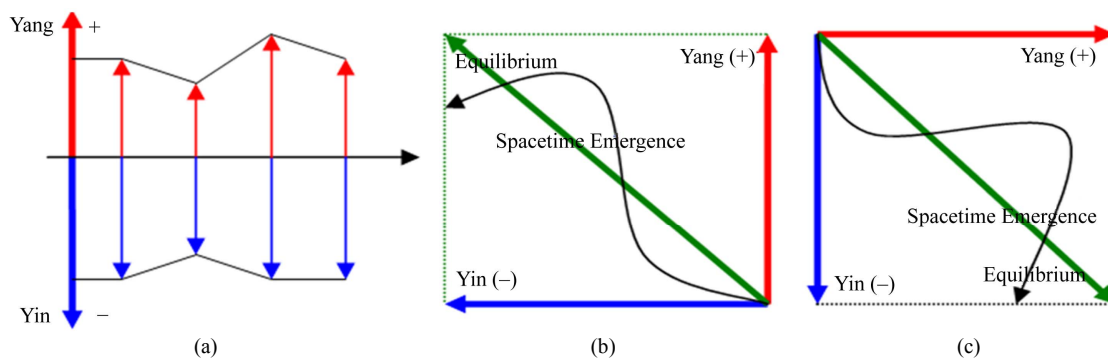 Yang
+
Yin
–
(a)
Equilibrium
Yang (+)
Spacetime Emergence
Yin (–)
(b)
Yang (+)
Spacetime Emergence
Equilibrium
Yin (–)
(c)